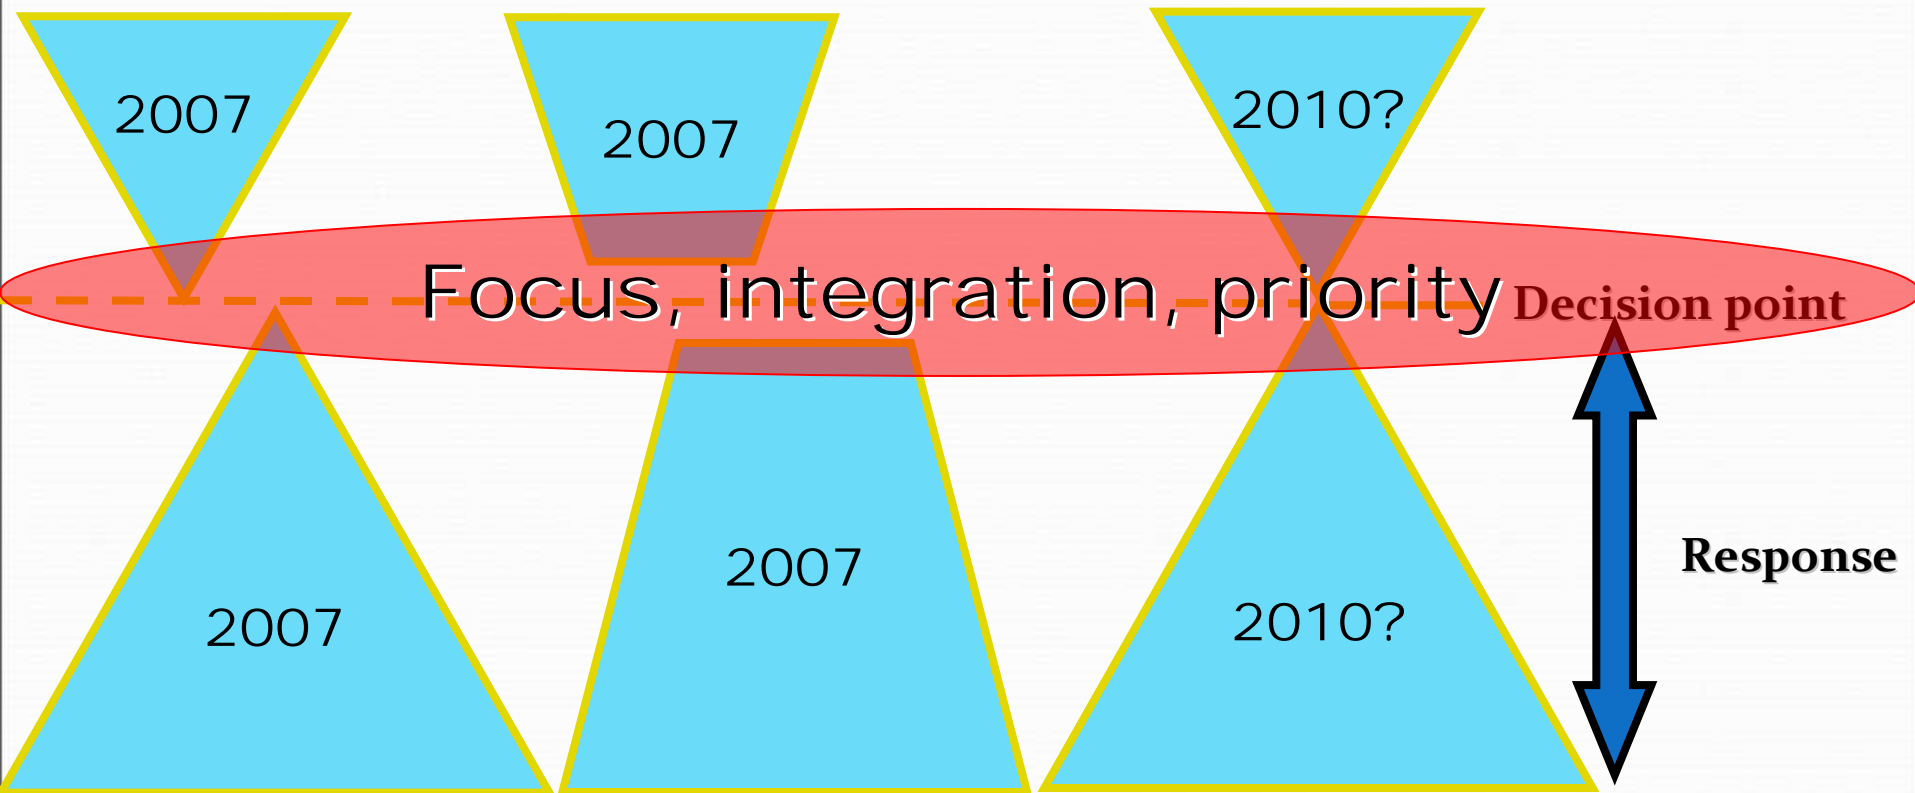 2007
2007
2010?
Focus, integration, priority
Decision point
Response
2007
2007
2010?